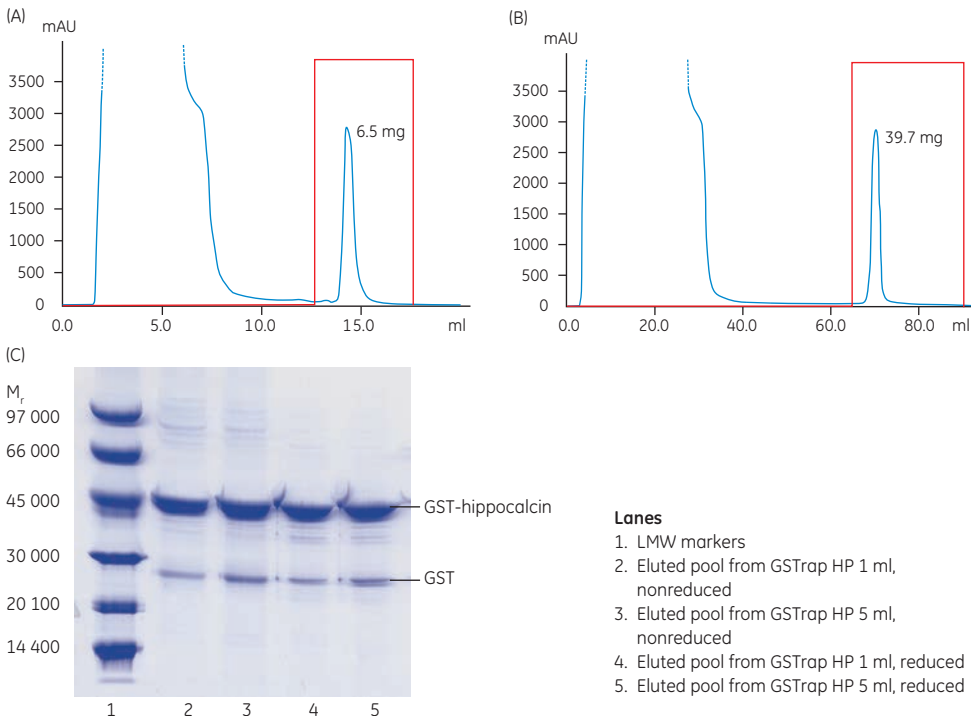 (A)
mAU
3500
3000
2500
2000
1500
1000
500
0
6.5 mg
0.0 5.0 10.0 15.0 ml
(B)
mAU
3500
3000
2500
2000
1500
1000
500
0
39.7 mg
0.0 20.0 40.0 60.0 80.0 ml
(C)
Mr
97 000
66 000
45 000
30 000
20 100
14 400
GST-hippocalcin
GST
1 2 3 4 5
Lanes
1. LMW markers
2. Eluted pool from GSTrap HP 1 ml,
nonreduced
3. Eluted pool from GSTrap HP 5 ml,
nonreduced
4. Eluted pool from GSTrap HP 1 ml, reduced
5. Eluted pool from GSTrap HP 5 ml, reduced